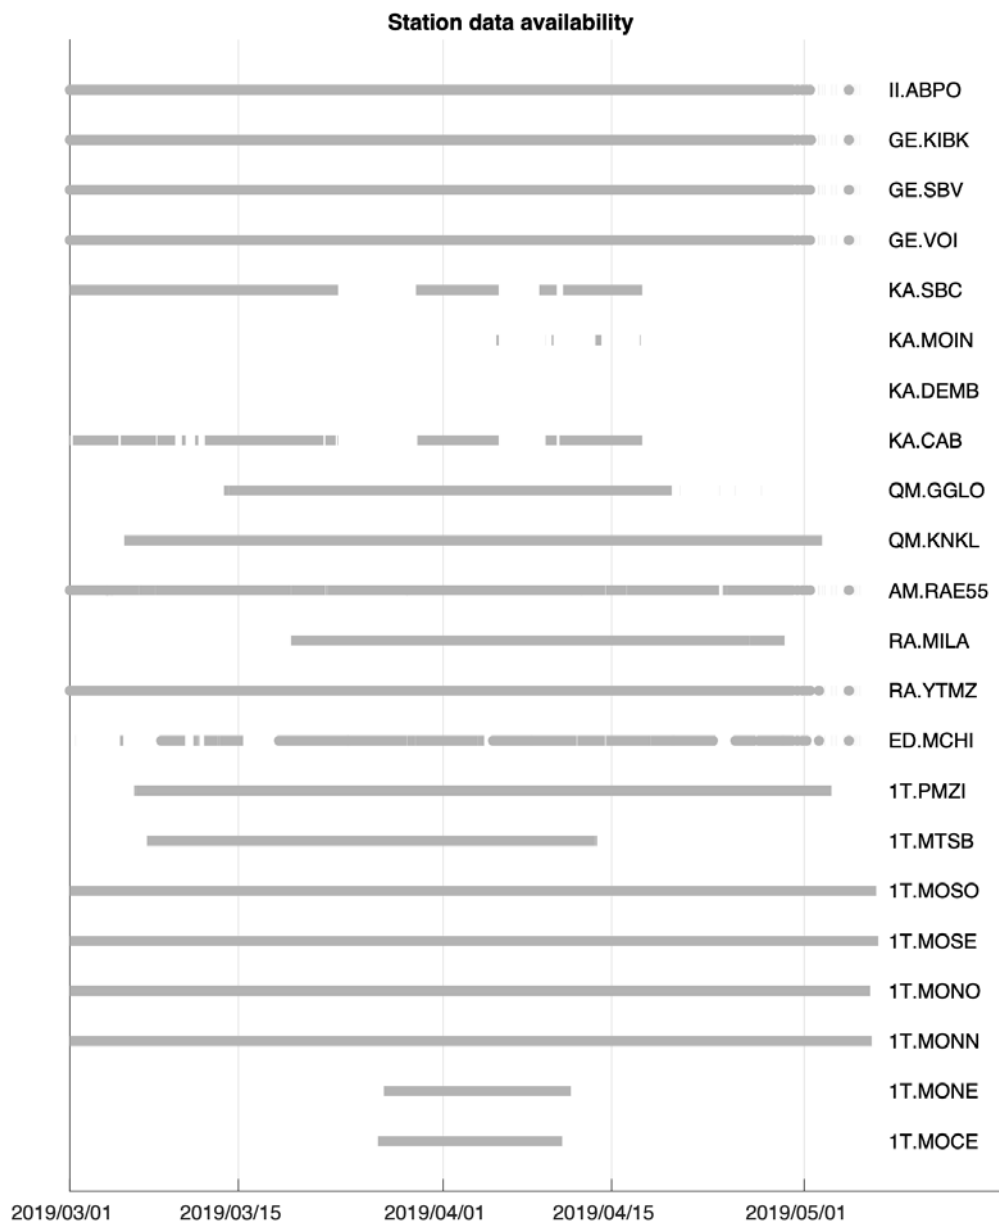 Station data availability
II.ABPO
GE.KIBK
GE.SBV
GE.VOI
KA.SBC
KA.MOIN
KA.DEMB
KA.CAB
QM.GGLO
QM.KNKL
AM.RAE55
RA.MILA
RA.YTMZ
ED.MCHI
1T.PMZI
1T.MTSB
1T.MOSO
1T.MOSE
1T.MONO
1T.MONN
1T.MONE
1T.MOCE
2019/03/01 2019/03/15 2019/04/01 2019/04/15 2019/05/01